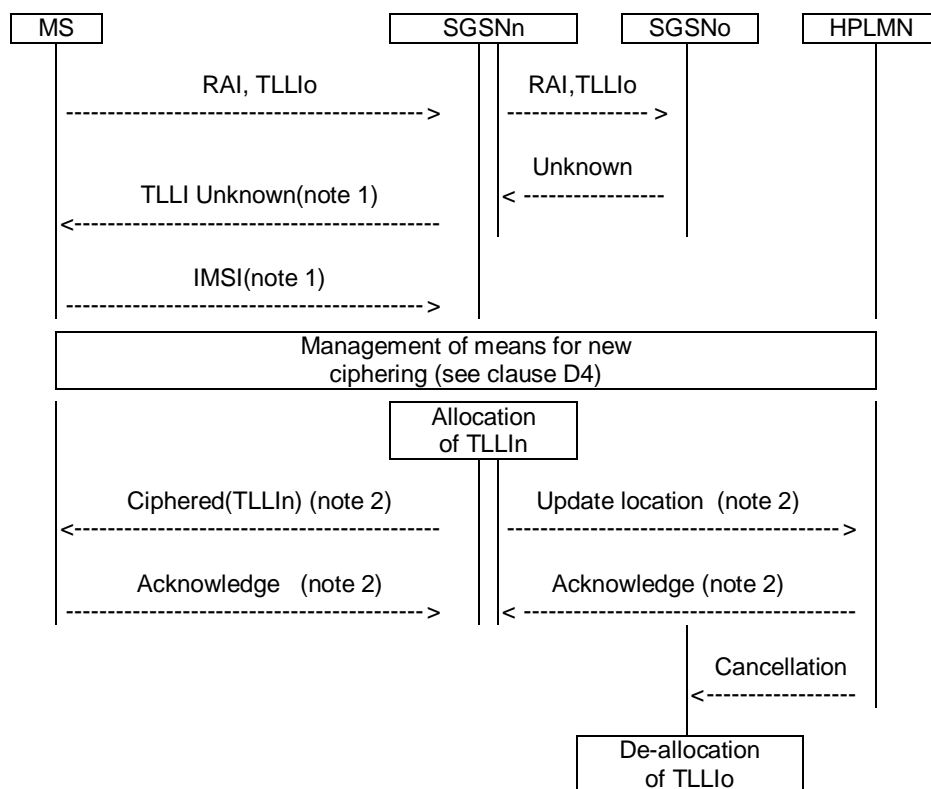 MS SGSNn SGSNo HPLMN
RAI, TLLIo RAI,TLLIo
------------------------------------------- > ----------------- >
Unknown
TLLI Unknown(note 1) < -----------------
<--------------------------------------------
IMSI(note 1)
------------------------------------------- >
Management of means for new
ciphering (see clause D4)
Allocation
of TLLIn
Ciphered(TLLIn) (note 2) Update location (note 2)
<-------------------------------------------- ---------------------------------------- >
Acknowledge (note 2) Acknowledge (note 2)
------------------------------------------- > < ----------------------------------------
Cancellation
<------------------
De-allocation
of TLLIo